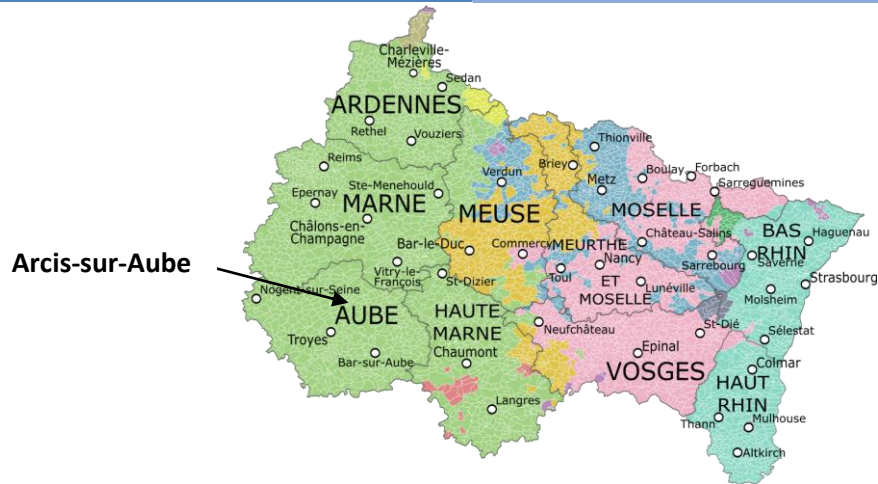 Charleville-
Mézières
Sedan
ARDENNES
Rethel
Vouziers
Thionville
Reims
Briey
Boulay
Forbach
Verdun
Metz
Sarreguemines
Ste-Menehould
Epernay
MARNE
MEUSE
MOSELLE
BAS
RHIN
Haguenau
Châlons-en-
Champagne
Bar-le-Duc
Commercy
MEURTHE
Château-Salins
Nancy
Saverne
Arcis-sur-Aube
Vitry-le-
François
St-Dizier
Toul
ET
MOSELLE
Lunéville
Sarrebourg
Strasbourg
Nogent-sur-Seine
Molsheim
AUBE
HAUTE
MARNE
Neufchâteau
St-Dié
Sélestat
Troyes
Chaumont
Epinal
Bar-sur-Aube
VOSGES
Colmar
HAUT
RHIN
Langres
Thann
Mulhouse
Altkirch